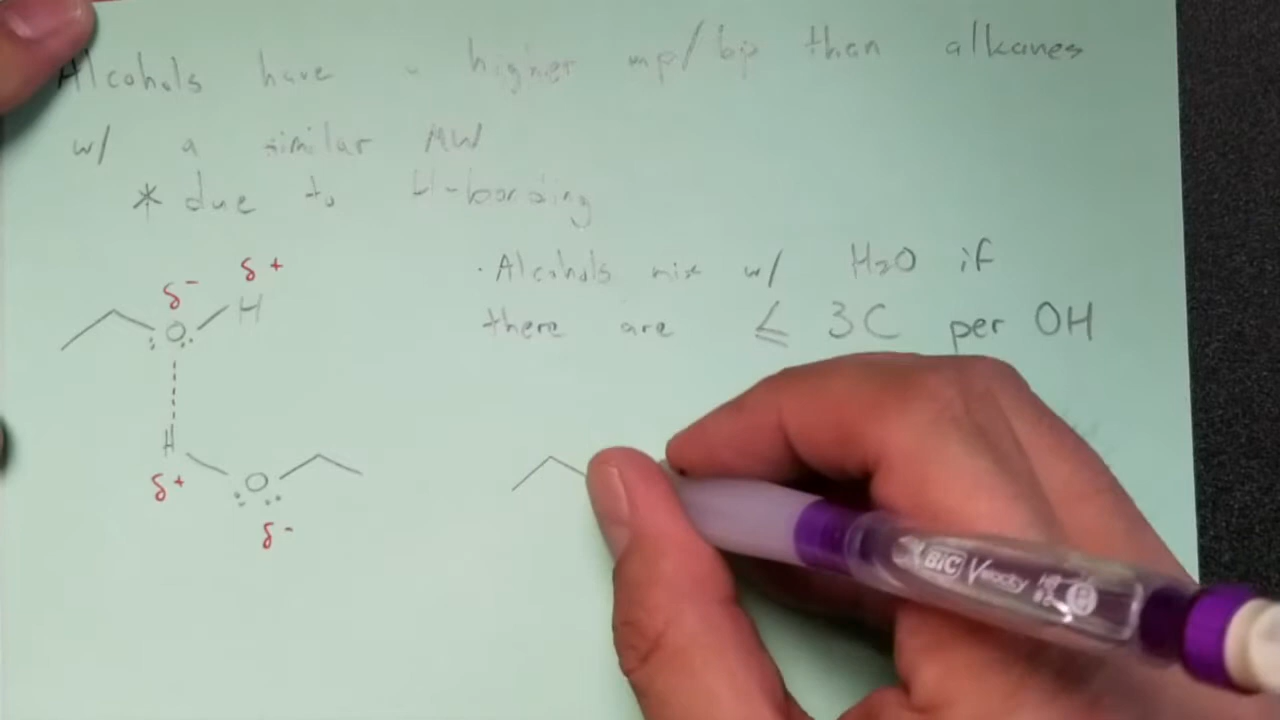 Alcohols have a higher mp/bp than alkanes
w/ a similar MW
* due to H-bonding
· Alcohols mix w/ H2O if
there are ≤ 3C per OH
δ- δ+
O H
H
δ+ O
δ-
BIC Velocity